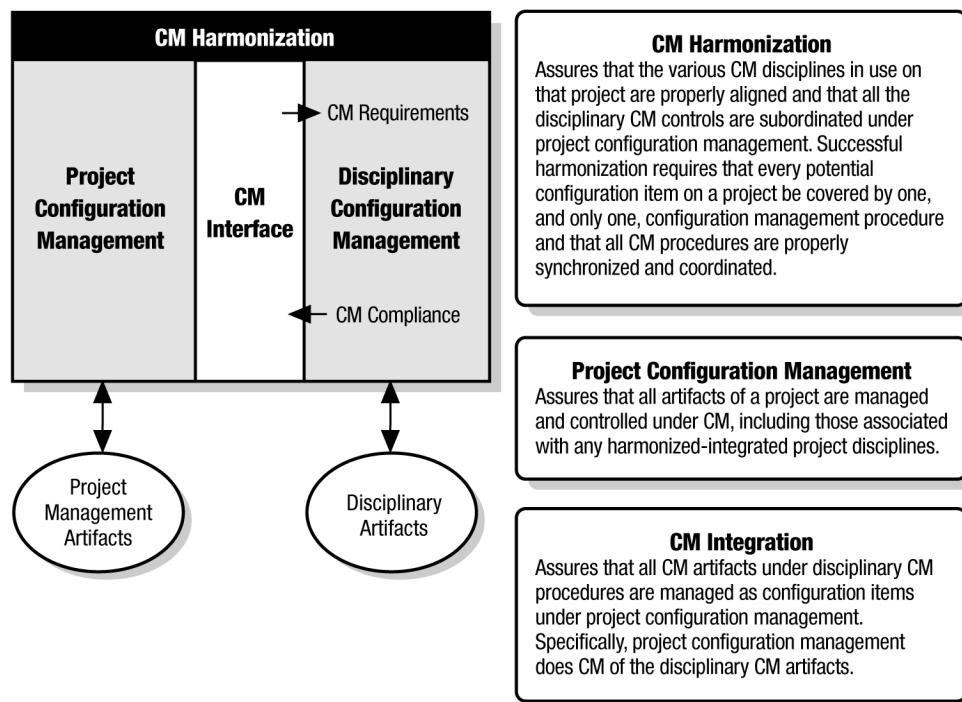 CM Harmonization
Project
Configuration
Management
CM
Interface
CM Requirements
Disciplinary
Configuration
Management
CM Compliance
Project
Management
Artifacts
Disciplinary
Artifacts
CM Harmonization
Assures that the various CM disciplines in use on
that project are properly aligned and that all the
disciplinary CM controls are subordinated under
project configuration management. Successful
harmonization requires that every potential
configuration item on a project be covered by one,
and only one, configuration management procedure
and that all CM procedures are properly
synchronized and coordinated.
Project Configuration Management
Assures that all artifacts of a project are managed
and controlled under CM, including those associated
with any harmonized-integrated project disciplines.
CM Integration
Assures that all CM artifacts under disciplinary CM
procedures are managed as configuration items
under project configuration management.
Specifically, project configuration management
does CM of the disciplinary CM artifacts.